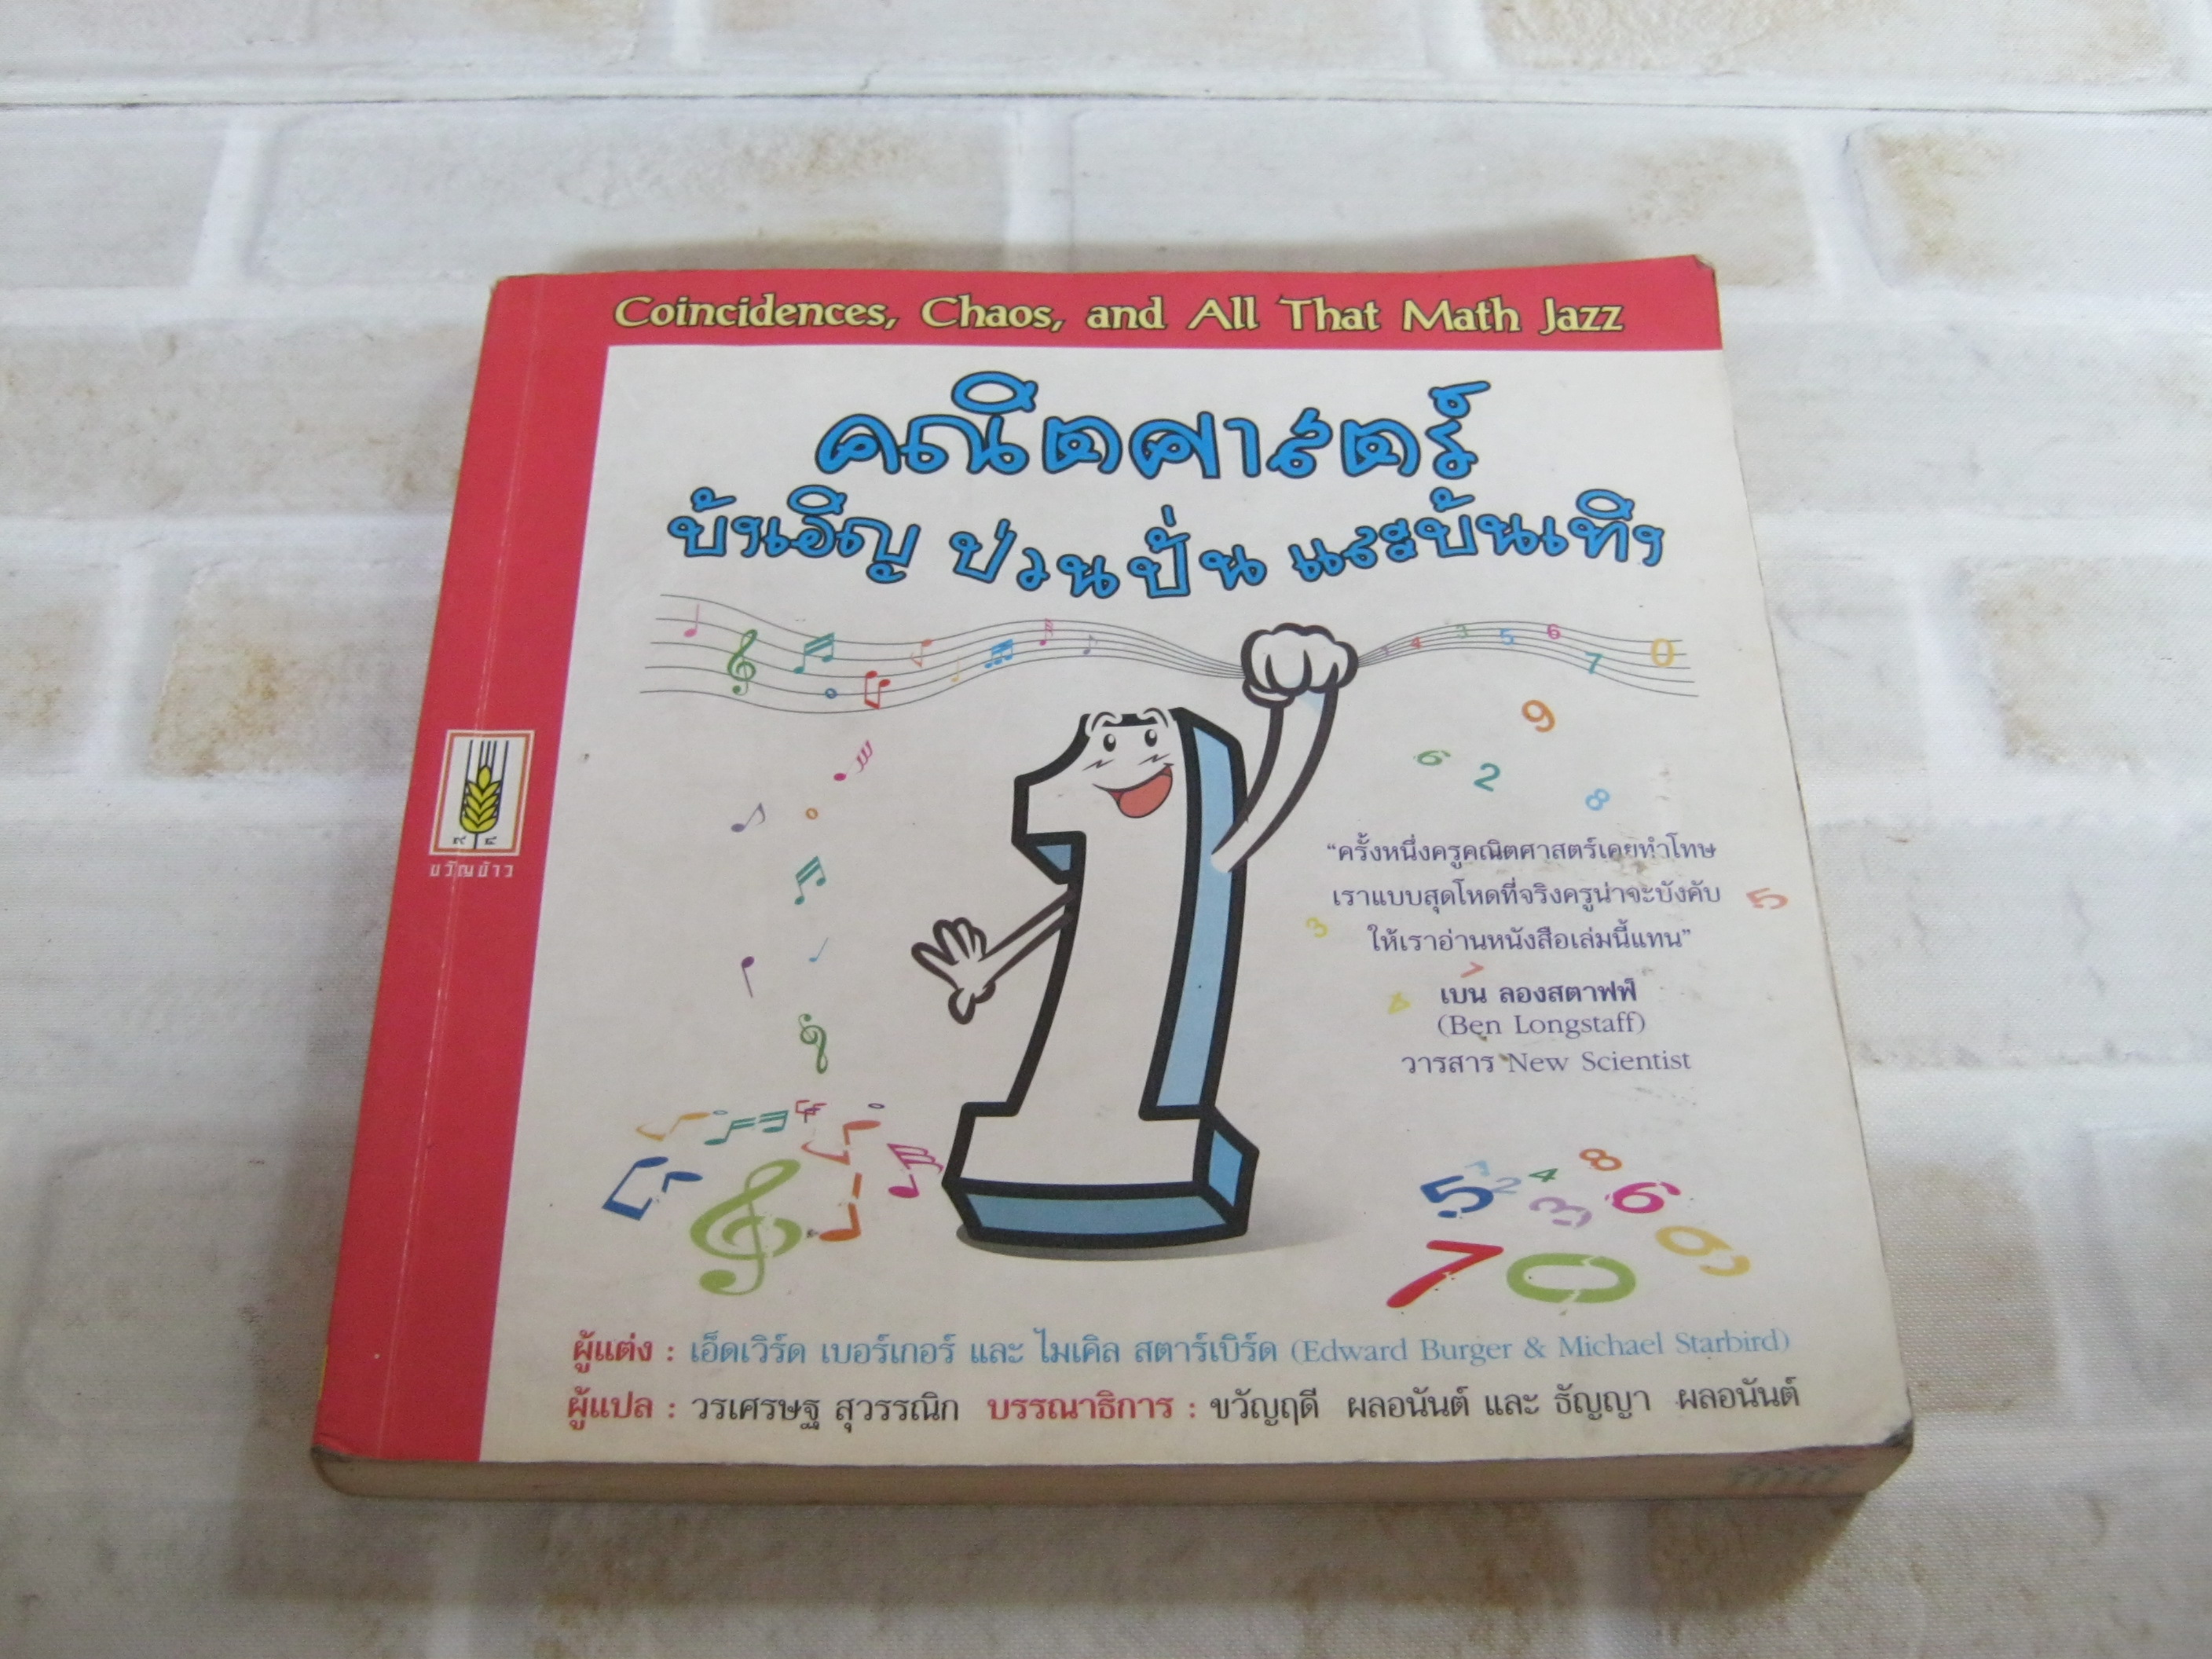 Coincidences, Chaos, and All That Math Jazz
คณิตศาสตร์
บังเอิญ ป่วนปั่น และบันเทิง
ขวัญข้าว
๙๔
"ครั้งหนึ่งครูคณิตศาสตร์เคยทำโทษ
เราแบบสุดโหดที่จริงครูน่าจะบังคับ
ให้เราอ่านหนังสือเล่มนี้แทน"
เบน ลองสตาฟฟ์
(Ben Longstaff)
วารสาร New Scientist
ผู้แต่ง : เอ็ดเวิร์ด เบอร์เกอร์ และ ไมเคิล สตาร์เบิร์ด (Edward Burger & Michael Starbird)
ผู้แปล : วรเศรษฐ สุวรรณิก บรรณาธิการ : ขวัญฤดี ผลอนันต์ และ ธัญญา ผลอนันต์